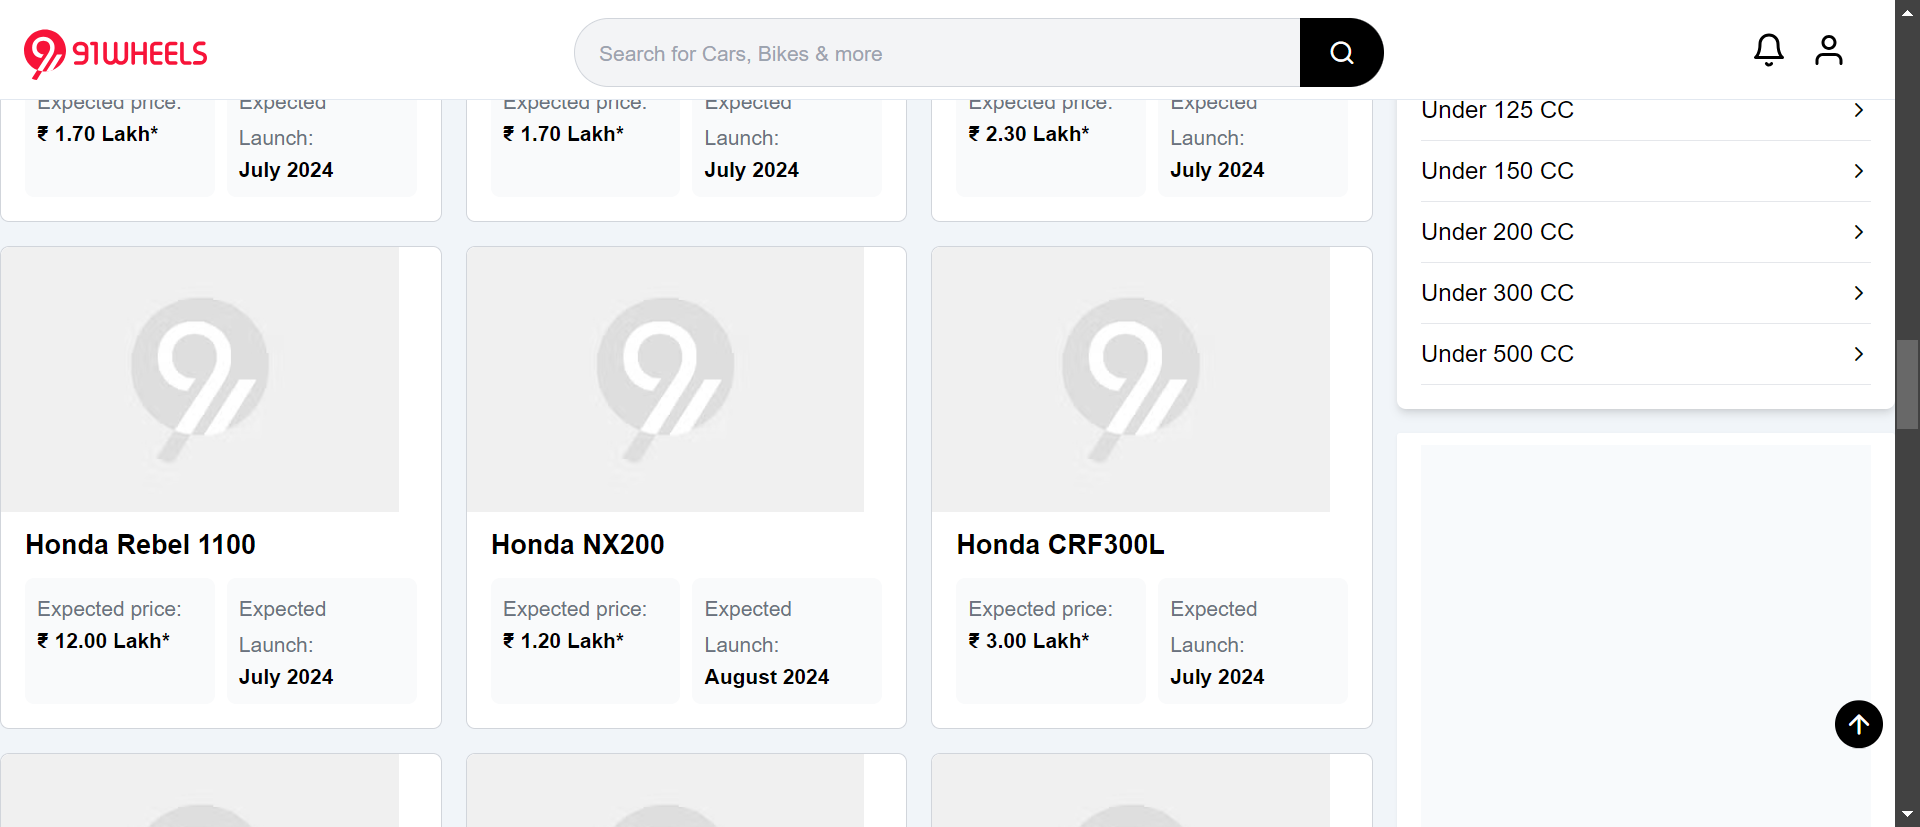 91WHEELS
Search for Cars, Bikes & more
Expected price:
₹ 1.70 Lakh*
Expected
Launch:
July 2024
Expected price:
₹ 1.70 Lakh*
Expected
Launch:
July 2024
Expected price:
₹ 2.30 Lakh*
Expected
Launch:
July 2024
Honda Rebel 1100
Expected price:
₹ 12.00 Lakh*
Expected
Launch:
July 2024
Honda NX200
Expected price:
₹ 1.20 Lakh*
Expected
Launch:
August 2024
Honda CRF300L
Expected price:
₹ 3.00 Lakh*
Expected
Launch:
July 2024
Under 125 CC
Under 150 CC
Under 200 CC
Under 300 CC
Under 500 CC